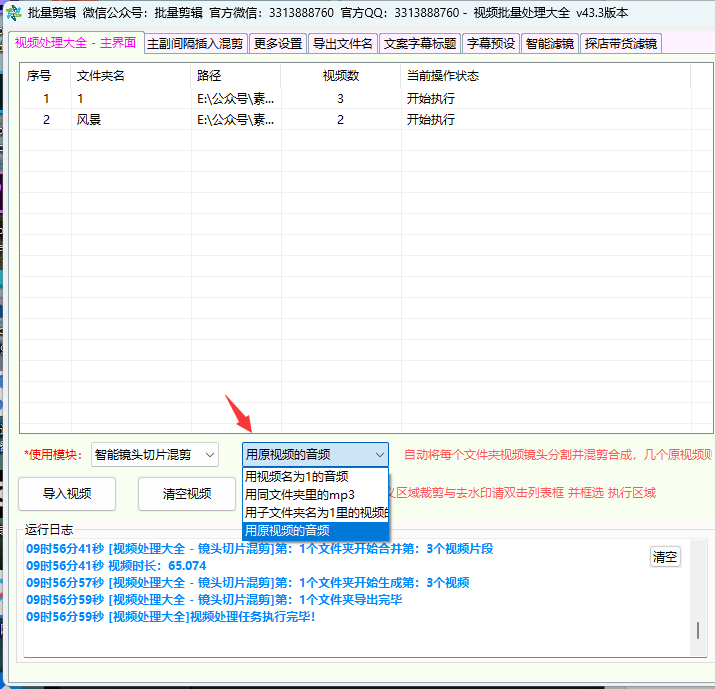 批量剪辑 微信公众号：批量剪辑 官方微信：3313888760 官方QQ：3313888760 - 视频批量处理大全 v43.3版本
视频处理大全 - 主界面 主副间隔插入混剪 更多设置 导出文件名 文案字幕标题 字幕预设 智能滤镜 探店带货滤镜
序号 文件夹名 路径 视频数 当前操作状态
1 1 E:\公众号\素... 3 开始执行
2 风景 E:\公众号\素... 2 开始执行
*使用模块： 智能镜头切片混剪 用原视频的音频 自动将每个文件夹视频镜头分割并混剪合成，几个原视频则
用视频名为1的音频
导入视频 清空视频 用同文件夹里的mp3 区域裁剪与去水印请双击列表框 并框选 执行区域
用子文件夹名为1里的视频的
用原视频的音频
运行日志
09时56分41秒 [视频处理大全 - 镜头切片混剪]第：1个文件夹开始合并第：3个视频片段
09时56分41秒 视频时长：65.074
09时56分57秒 [视频处理大全 - 镜头切片混剪]第：1个文件夹开始生成第：3个视频
09时56分59秒 [视频处理大全 - 镜头切片混剪]第：1个文件夹导出完毕
09时56分59秒 [视频处理大全]视频处理任务执行完毕！
清空